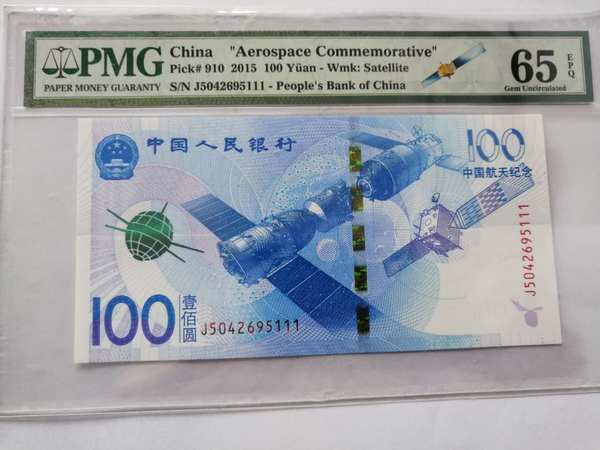 PMG
PAPER MONEY GUARANTY
China "Aerospace Commemorative"
Pick# 910 2015 100 Yüan - Wmk: Satellite
S/N J5042695111 - People's Bank of China
65 EPQ
Gem Uncirculated
中国人民银行
100
中国航天纪念
J5042695111
100
壹佰圆
J5042695111